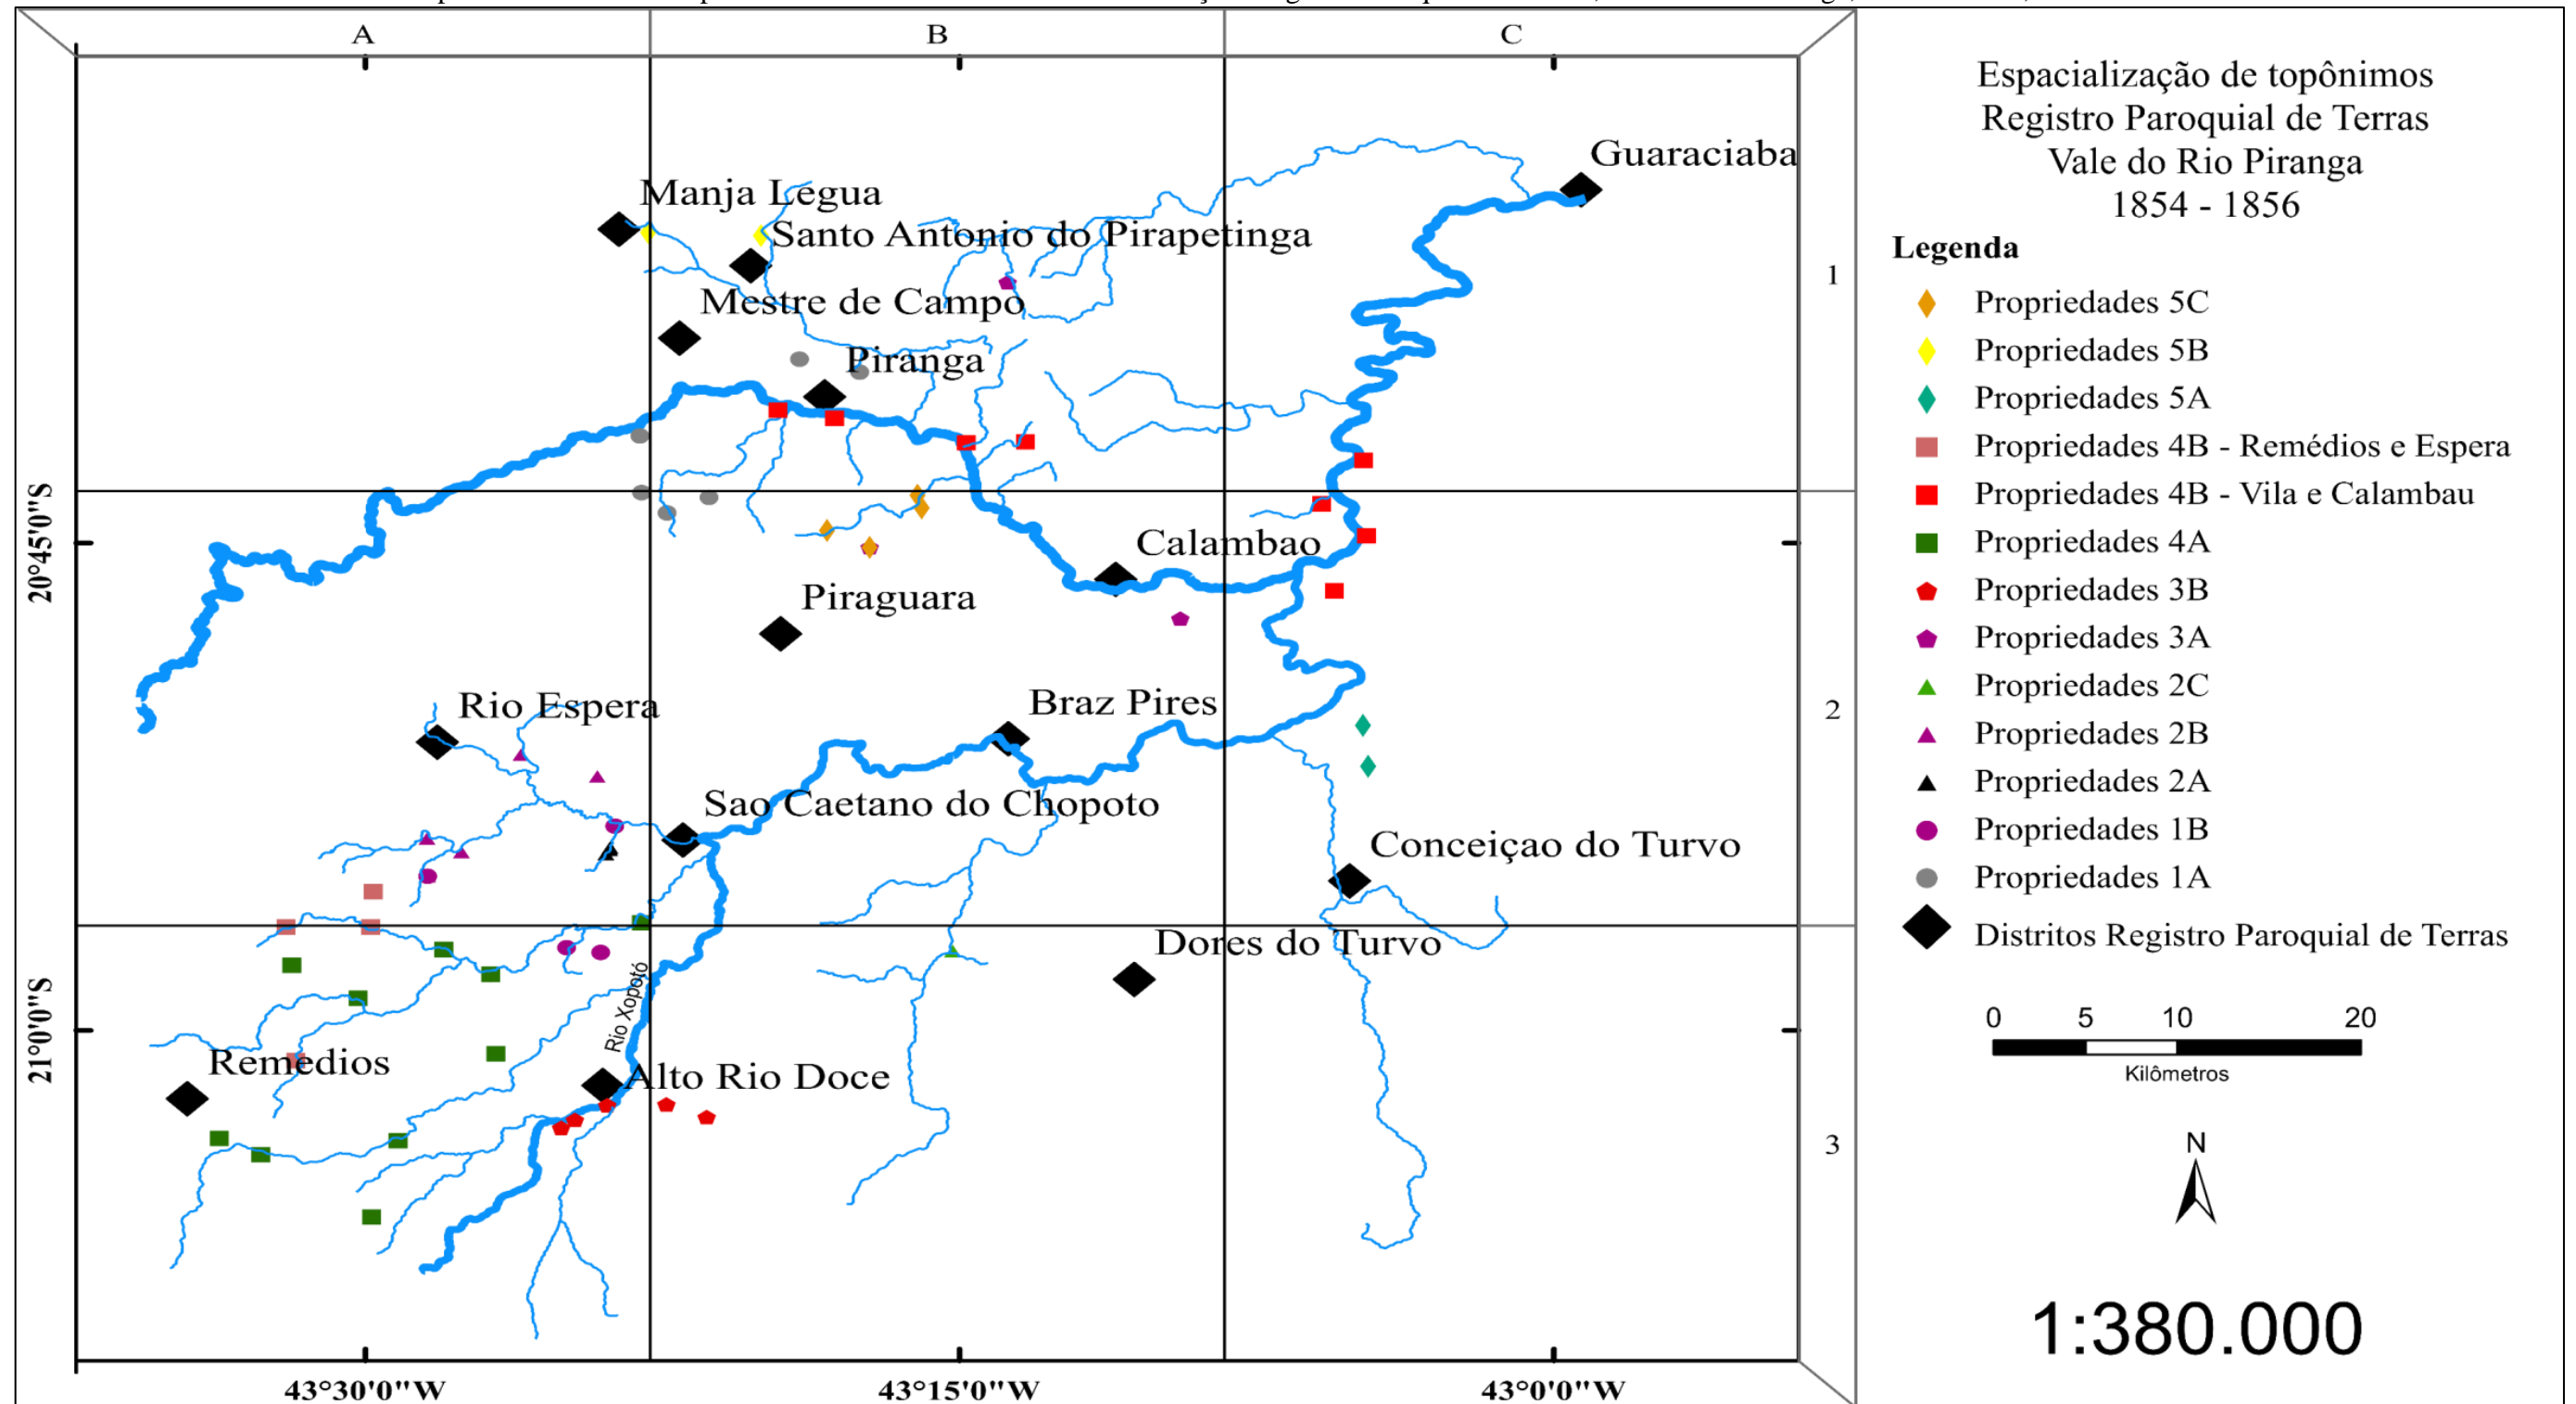 A
B
C
Espacialização de topônimos
Registro Paroquial de Terras
Vale do Rio Piranga
1854 - 1856
Legenda
Propriedades 5C
Propriedades 5B
Propriedades 5A
Propriedades 4B - Remédios e Espera
Propriedades 4B - Vila e Calambau
Propriedades 4A
Propriedades 3B
Propriedades 3A
Propriedades 2C
Propriedades 2B
Propriedades 2A
Propriedades 1B
Propriedades 1A
Distritos Registro Paroquial de Terras
0 5 10 20
Kilômetros
N
1:380.000
Guaraciaba
Manja Legua
Santo Antonio do Pirapetinga
1
Mestre de Campo
Piranga
20°45'0"S
Calambao
Piraguara
Rio Espera
Braz Pires
2
Sao Caetano do Chopoto
Conceiçao do Turvo
Dores do Turvo
Rio Xopotó
21°0'0"S
Remedios
Alto Rio Doce
3
43°30'0"W
43°15'0"W
43°0'0"W